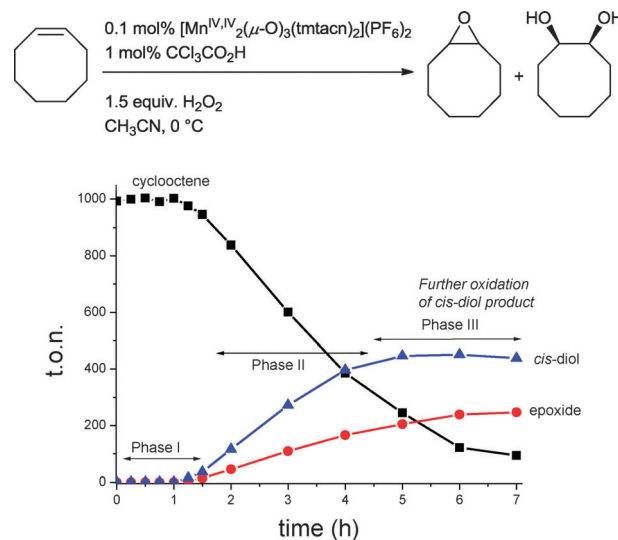 0.1 mol% [Mn^IV,IV_2(μ-O)_3(tmtacn)_2](PF_6)_2
1 mol% CCl_3CO_2H
1.5 equiv. H_2O_2
CH_3CN, 0 °C
O
HO
OH
+
cyclooctene
Further oxidation
of cis-diol product
Phase III
Phase II
Phase I
cis-diol
epoxide
t.o.n.
1000
800
600
400
200
0
0 1 2 3 4 5 6 7
time (h)